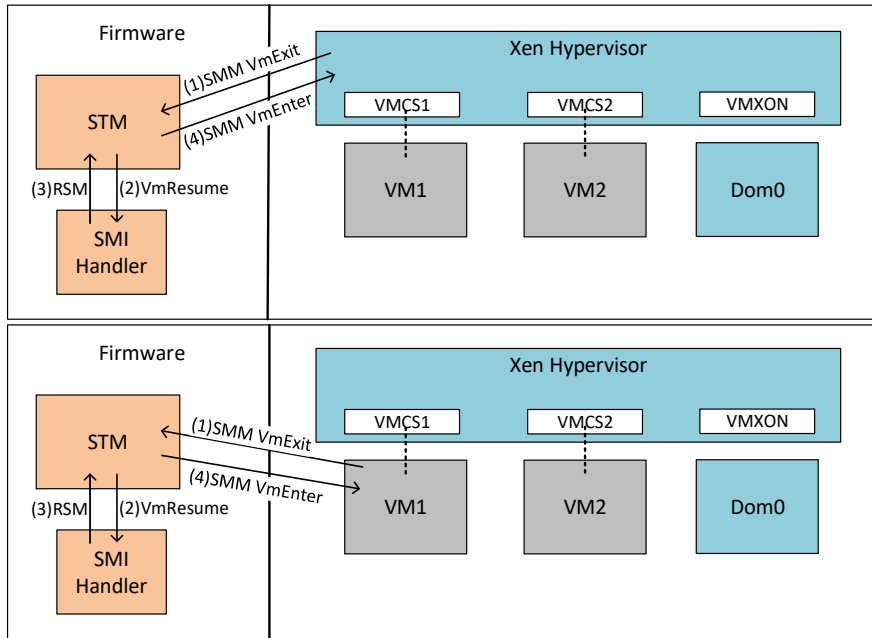 Firmware
Xen Hypervisor
(1)SMM VmExit
(4)SMM VmEnter
STM
VMCS1
VMCS2
VMXON
(3)RSM
(2)VmResume
VM1
VM2
Dom0
SMI
Handler
Firmware
Xen Hypervisor
STM
(1)SMM VmExit
(4)SMM VmEnter
VMCS1
VMCS2
VMXON
(3)RSM
(2)VmResume
VM1
VM2
Dom0
SMI
Handler